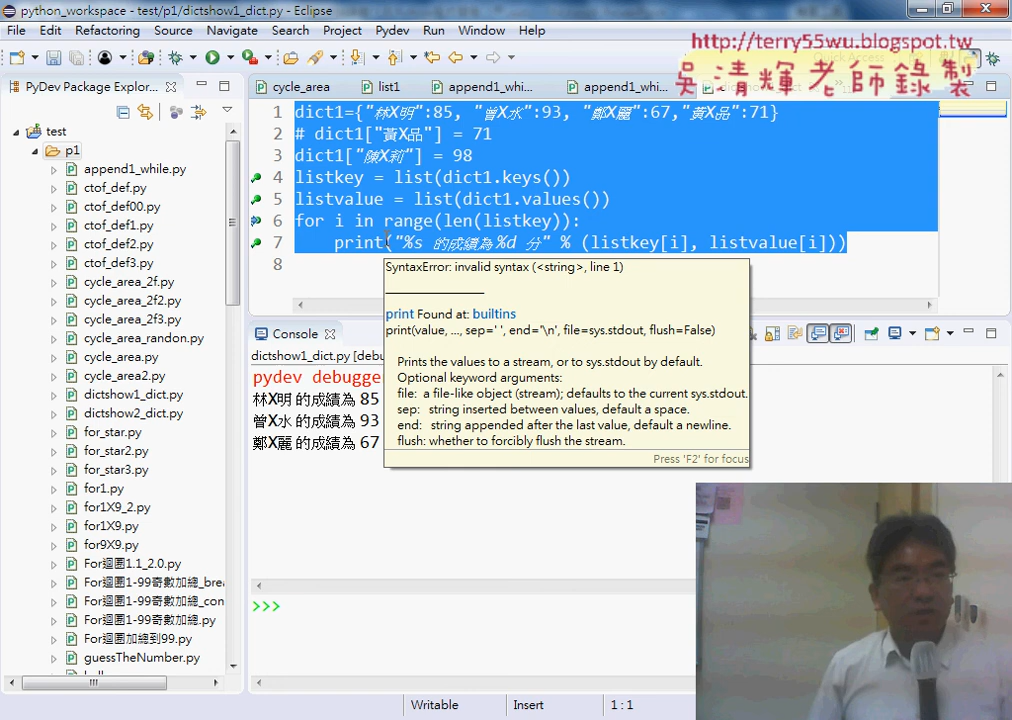 python_workspace - test/p1/dictshow1_dict.py - Eclipse
File Edit Refactoring Source Navigate Search Project Pydev Run Window Help
http://terry55wu.blogspot.tw
吳清輝老師錄製
PyDev Package Explor...
cycle_area
list1
append1_whi...
append1_whi...
test
p1
append1_while.py
ctof_def.py
ctof_def00.py
ctof_def1.py
ctof_def2.py
ctof_def3.py
cycle_area_2f.py
cycle_area_2f2.py
cycle_area_2f3.py
cycle_area_randon.py
cycle_area.py
cycle_area2.py
dictshow1_dict.py
dictshow2_dict.py
for_star.py
for_star2.py
for_star3.py
for1.py
for1X9_2.py
for1X9.py
for9X9.py
For迴圈1.1_2.0.py
For迴圈1-99奇數加總_brea
For迴圈1-99奇數加總_con
For迴圈1-99奇數加總.py
For迴圈加總到99.py
guessTheNumber.py
1 dict1={"林X明":85, "曾X水":93, "鄭X麗":67,"黃X品":71}
2 # dict1["黃X品"] = 71
3 dict1["陳X莉"] = 98
4 listkey = list(dict1.keys())
5 listvalue = list(dict1.values())
6 for i in range(len(listkey)):
7 print("%s 的成績為%d 分" % (listkey[i], listvalue[i]))
8
SyntaxError: invalid syntax (<string>, line 1)
print Found at: builtins
print(value, ..., sep=' ', end='\n', file=sys.stdout, flush=False)
Prints the values to a stream, or to sys.stdout by default.
Optional keyword arguments:
file: a file-like object (stream); defaults to the current sys.stdout.
sep: string inserted between values, default a space.
end: string appended after the last value, default a newline.
flush: whether to forcibly flush the stream.
Press 'F2' for focus
Console
dictshow1_dict.py [debu
pydev debugge
林X明 的成績為 85
曾X水 的成績為 93
鄭X麗 的成績為 67
>>>
Writable
Insert
1 : 1